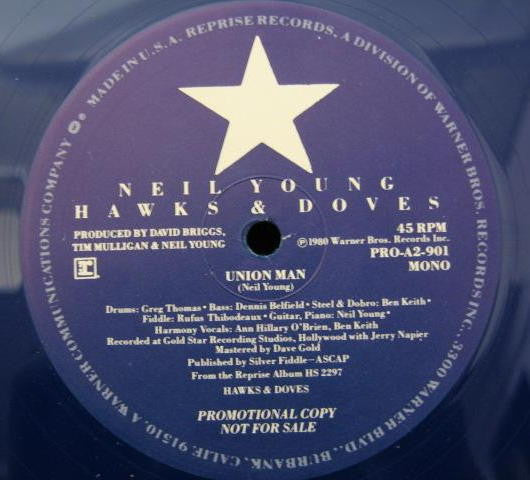 MADE IN U.S.A. REPRISE RECORDS, A DIVISION OF WARNER BROS. RECORDS INC., 3300 WARNER BLVD., BURBANK, CALIF. 91510. A WARNER COMMUNICATIONS COMPANY
NEIL YOUNG
HAWKS & DOVES
PRODUCED BY DAVID BRIGGS,
TIM MULLIGAN & NEIL YOUNG
45 RPM
℗1980 Warner Bros. Records Inc.
PRO-A2-901
MONO
UNION MAN
(Neil Young)
Drums: Greg Thomas • Bass: Dennis Belfield • Steel & Dobro: Ben Keith •
Fiddle: Rufus Thibodeaux • Guitar, Piano: Neil Young •
Harmony Vocals: Ann Hillary O'Brien, Ben Keith
Recorded at Gold Star Recording Studios, Hollywood with Jerry Napier
Mastered by Dave Gold
Published by Silver Fiddle—ASCAP
From the Reprise Album HS 2297
HAWKS & DOVES
PROMOTIONAL COPY
NOT FOR SALE